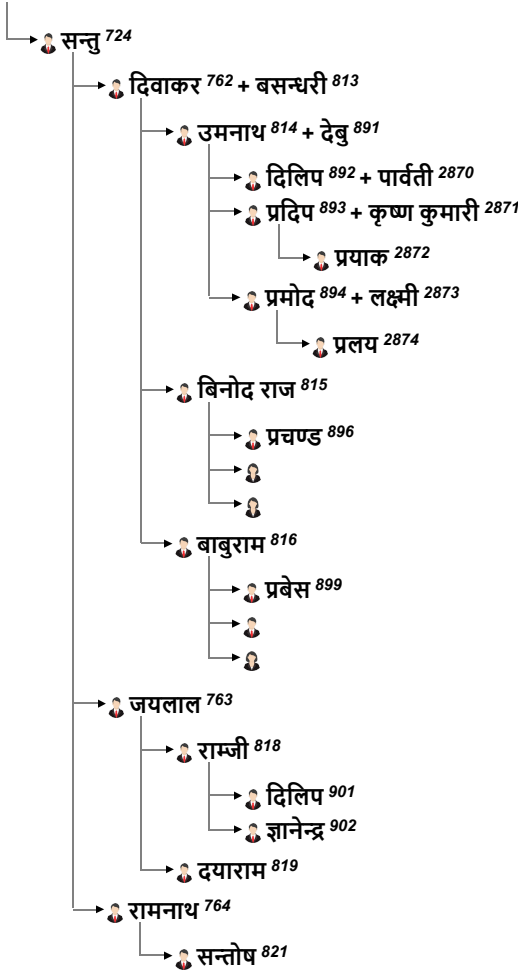 सन्तु 724
दिवाकर 762 + बसन्धरी 813
उमनाथ 814 + देबु 891
दिलिप 892 + पार्वती 2870
प्रदिप 893 + कृष्ण कुमारी 2871
प्रयाक 2872
प्रमोद 894 + लक्ष्मी 2873
प्रलय 2874
बिनोद राज 815
प्रचण्ड 896
बाबुराम 816
प्रबेस 899
जयलाल 763
राम्जी 818
दिलिप 901
ज्ञानेन्द्र 902
दयाराम 819
रामनाथ 764
सन्तोष 821